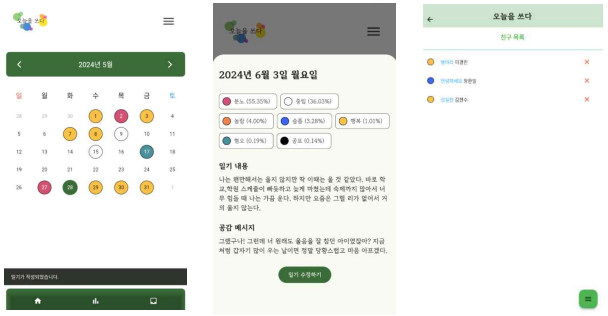 오늘을 쓰다
2024년 5월
일 월 화 수 목 금 토
28 29 30 1 2 3 4
5 6 7 8 9 10 11
12 13 14 15 16 17 18
19 20 21 22 23 24 25
26 27 28 29 30 31 1
일기가 작성되었습니다.
오늘을 쓰다
2024년 6월 3일 월요일
분노 (55.35%) 중립 (36.03%)
놀람 (4.00%) 슬픔 (3.28%) 행복 (1.01%)
혐오 (0.19%) 공포 (0.14%)
일기 내용
나는 웬만해서는 울지 않지만 딱 이때는 울 것 같았다. 바로 학
교,학원 스케줄이 빠듯하고 늦게 마쳤는데 숙제까지 많아서 너
무 힘들 때 나는 가끔 운다. 하지만 요즘은 그럴 리가 없어서 거
의 울지 않는다.
공감 메시지
그랬구나! 그런데 너 원래도 울음을 잘 참던 아이였잖아? 지금
처럼 갑자기 많이 우는 날이면 정말 당황스럽고 마음 아프겠다.
일기 수정하기
오늘을 쓰다
친구 목록